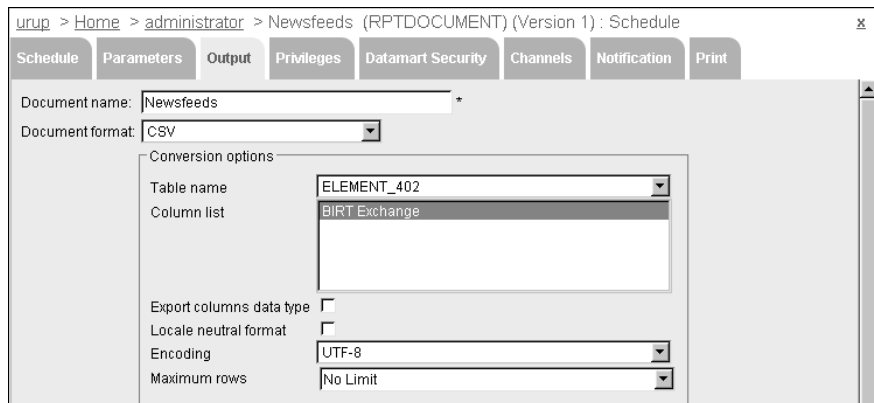 urup > Home > administrator > Newsfeeds (RPTDOCUMENT) (Version 1) : Schedule x
Schedule Parameters Output Privileges Datamart Security Channels Notification Print
Document name: Newsfeeds *
Document format: CSV
Conversion options
Table name ELEMENT_402
Column list BIRT Exchange
Export columns data type
Locale neutral format
Encoding UTF-8
Maximum rows No Limit